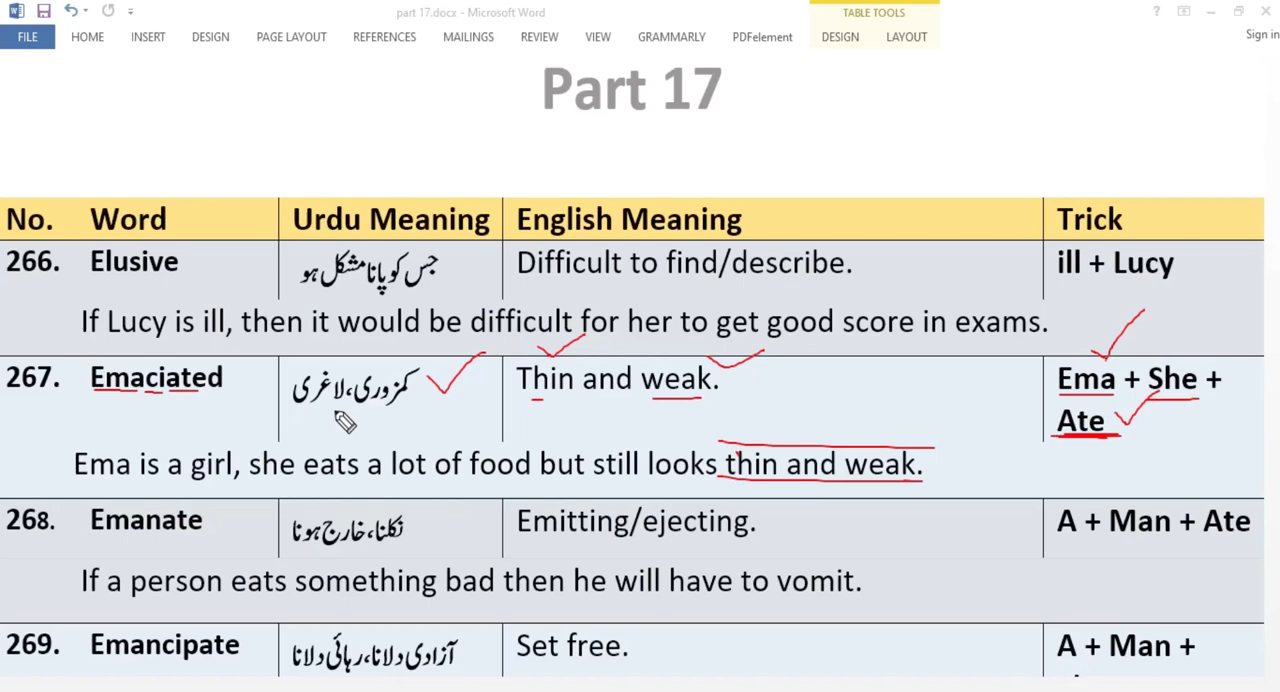 part 17.docx - Microsoft Word
TABLE TOOLS
FILE HOME INSERT DESIGN PAGE LAYOUT REFERENCES MAILINGS REVIEW VIEW GRAMMARLY PDFelement DESIGN LAYOUT
Sign in
Part 17
No. Word Urdu Meaning English Meaning Trick
266. Elusive جس کو پانا مشکل ہو Difficult to find/describe. ill + Lucy
If Lucy is ill, then it would be difficult for her to get good score in exams.
267. Emaciated کمزوری، لاغری Thin and weak. Ema + She +
Ate
Ema is a girl, she eats a lot of food but still looks thin and weak.
268. Emanate نکلنا، خارج ہونا Emitting/ejecting. A + Man + Ate
If a person eats something bad then he will have to vomit.
269. Emancipate آزادی دلانا، رہائی دلانا Set free. A + Man +